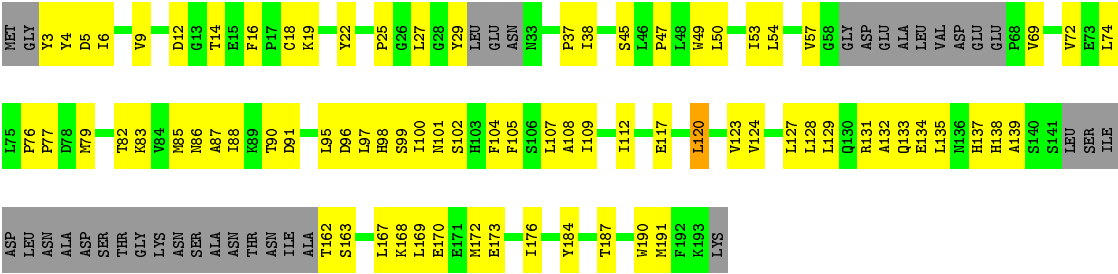 MET GLY Y3 Y4 D5 I6 V9 D12 G13 T14 E15 F16 P17 C18 K19 Y22 P25 G26 L27 G28 Y29 LEU GLU ASN N33 P37 I38 S45 L46 P47 L48 W49 L50 I53 L54 V57 G58 GLY ASP GLU ALA LEU VAL ASP GLU GLU P68 V69 V72 E73 I74
L75 P76 P77 D78 M79 T82 K83 V84 M85 N86 A87 I88 K89 T90 D91 L95 D96 L97 H98 S99 I100 N101 S102 H103 F104 F105 S106 L107 A108 I109 I112 E117 L120 V123 V124 L127 L128 L129 Q130 R131 A132 Q133 E134 L135 N136 H137 H138 A139 S140 S141 LEU SER ILE
ASP LEU ASN ALA ASP SER THR GLY LYS ASN SER ALA ASN THR ASN ILE ALA T162 S163 L167 K168 L169 E170 E171 M172 E173 I176 Y184 T187 W190 M191 F192 K193 LYS